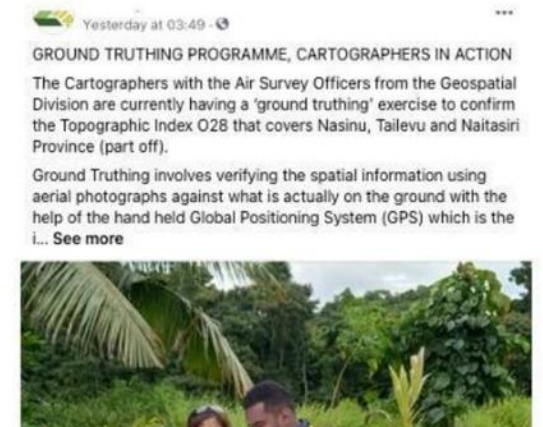 Yesterday at 03:49 ·
GROUND TRUTHING PROGRAMME, CARTOGRAPHERS IN ACTION
The Cartographers with the Air Survey Officers from the Geospatial
Division are currently having a 'ground truthing' exercise to confirm
the Topographic Index O28 that covers Nasinu, Tailevu and Naitasiri
Province (part off).
Ground Truthing involves verifying the spatial information using
aerial photographs against what is actually on the ground with the
help of the hand held Global Positioning System (GPS) which is the
i... See more